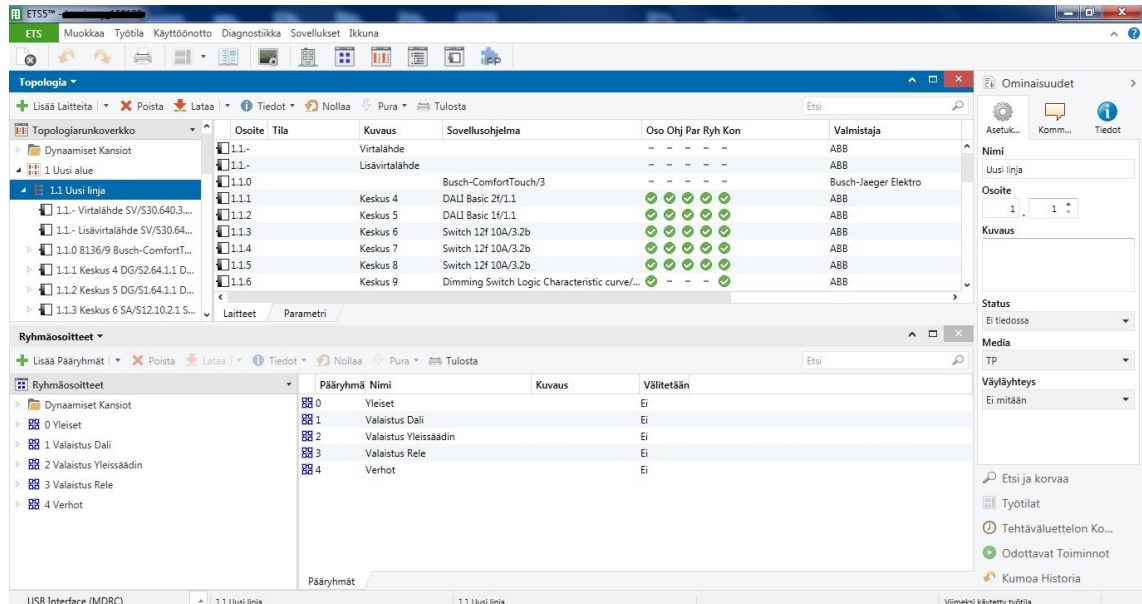 ETS5™ -
ETS Muokkaa Työtila Käyttöönotto Diagnostiikka Sovellukset Ikkuna
Topologia
Lisää Laitteita Poista Lataa Tiedot Nollaa Pura Tulosta Etsi
Topologiarunkoverkko
Dynaamiset Kansiot
1 Uusi alue
1.1 Uusi linja
1.1.- Virtalähde SV/S30.640.3....
1.1.- Lisävirtalähde SV/S30.64...
1.1.0 8136/9 Busch-ComfortT...
1.1.1 Keskus 4 DG/S2.64.1.1 D...
1.1.2 Keskus 5 DG/S1.64.1.1 D...
1.1.3 Keskus 6 SA/S12.10.2.1 S...
Osoite Tila Kuvaus Sovellusohjelma Oso Ohj Par Ryh Kon Valmistaja
1.1.- Virtalähde - - - - - ABB
1.1.- Lisävirtalähde - - - - - ABB
1.1.0 Busch-ComfortTouch/3 - - - - - Busch-Jaeger Elektro
1.1.1 Keskus 4 DALI Basic 2f/1.1 ABB
1.1.2 Keskus 5 DALI Basic 1f/1.1 ABB
1.1.3 Keskus 6 Switch 12f 10A/3.2b ABB
1.1.4 Keskus 7 Switch 12f 10A/3.2b ABB
1.1.5 Keskus 8 Switch 12f 10A/3.2b ABB
1.1.6 Keskus 9 Dimming Switch Logic Characteristic curve/... - - - ABB
Laitteet Parametri
Ryhmäosoitteet
Lisää Pääryhmät Poista Lataa Tiedot Nollaa Pura Tulosta Etsi
Ryhmäosoitteet
Dynaamiset Kansiot
0 Yleiset
1 Valaistus Dali
2 Valaistus Yleissäädin
3 Valaistus Rele
4 Verhot
Pääryhmä Nimi Kuvaus Välitetään
0 Yleiset Ei
1 Valaistus Dali Ei
2 Valaistus Yleissäädin Ei
3 Valaistus Rele Ei
4 Verhot Ei
Pääryhmät
Ominaisuudet
Asetuk... Komm... Tiedot
Nimi
Uusi linja
Osoite
1 . 1
Kuvaus
Status
Ei tiedossa
Media
TP
Väyläyhteys
Ei mitään
Etsi ja korvaa
Työtilat
Tehtäväluettelon Ko...
Odottavat Toiminnot
Kumoa Historia
USB Interface (MDRC) 1.1 Uusi linja 1.1 Uusi linja Viimeksi käytetty työtila